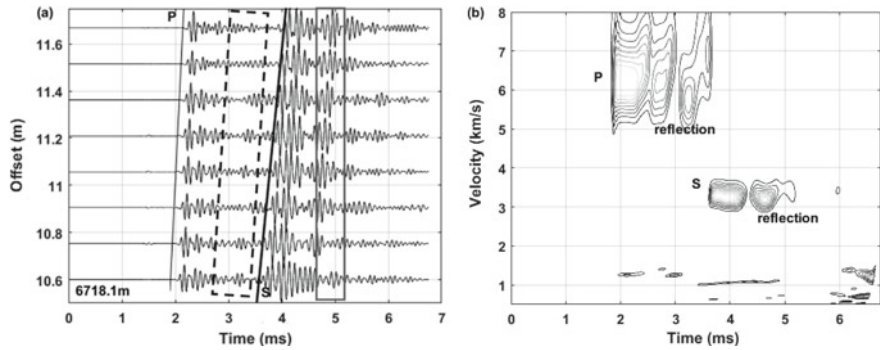 (a)
P
11.6
11.4
11.2
11
10.8
10.6
Offset (m)
6718.1m
S
0
1
2
3
4
5
6
7
Time (ms)
(b)
8
7
6
5
4
3
2
1
Velocity (km/s)
P
reflection
S
reflection
0
1
2
3
4
5
6
Time (ms)